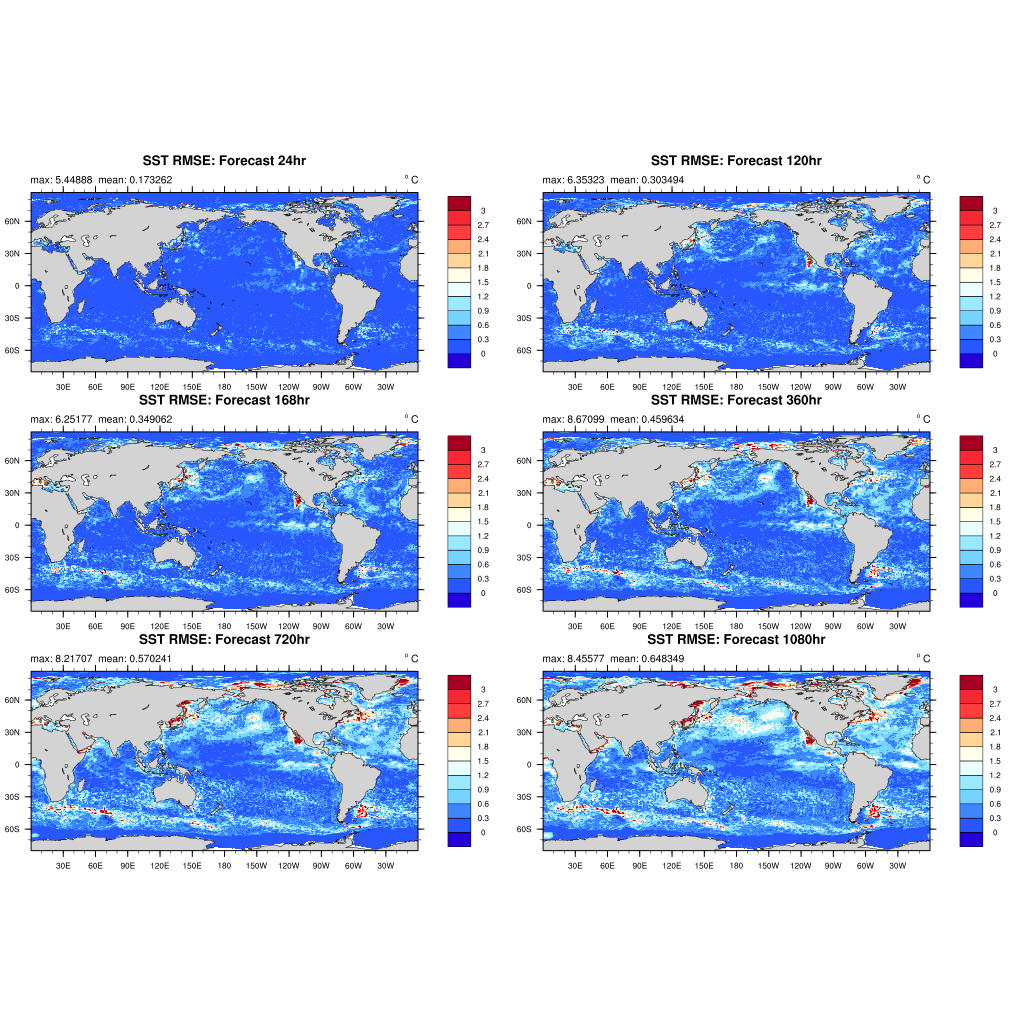 SST RMSE: Forecast 24hr
max: 5.44888 mean: 0.173262 ° C
60N
30N
0
30S
60S
30E 60E 90E 120E 150E 180 150W 120W 90W 60W 30W
3
2.7
2.4
2.1
1.8
1.5
1.2
0.9
0.6
0.3
0
SST RMSE: Forecast 120hr
max: 6.35323 mean: 0.303494 ° C
60N
30N
0
30S
60S
30E 60E 90E 120E 150E 180 150W 120W 90W 60W 30W
3
2.7
2.4
2.1
1.8
1.5
1.2
0.9
0.6
0.3
0
SST RMSE: Forecast 168hr
max: 6.25177 mean: 0.349062 ° C
60N
30N
0
30S
60S
30E 60E 90E 120E 150E 180 150W 120W 90W 60W 30W
3
2.7
2.4
2.1
1.8
1.5
1.2
0.9
0.6
0.3
0
SST RMSE: Forecast 360hr
max: 8.67099 mean: 0.459634 ° C
60N
30N
0
30S
60S
30E 60E 90E 120E 150E 180 150W 120W 90W 60W 30W
3
2.7
2.4
2.1
1.8
1.5
1.2
0.9
0.6
0.3
0
SST RMSE: Forecast 720hr
max: 8.21707 mean: 0.570241 ° C
60N
30N
0
30S
60S
30E 60E 90E 120E 150E 180 150W 120W 90W 60W 30W
3
2.7
2.4
2.1
1.8
1.5
1.2
0.9
0.6
0.3
0
SST RMSE: Forecast 1080hr
max: 8.45577 mean: 0.648349 ° C
60N
30N
0
30S
60S
30E 60E 90E 120E 150E 180 150W 120W 90W 60W 30W
3
2.7
2.4
2.1
1.8
1.5
1.2
0.9
0.6
0.3
0